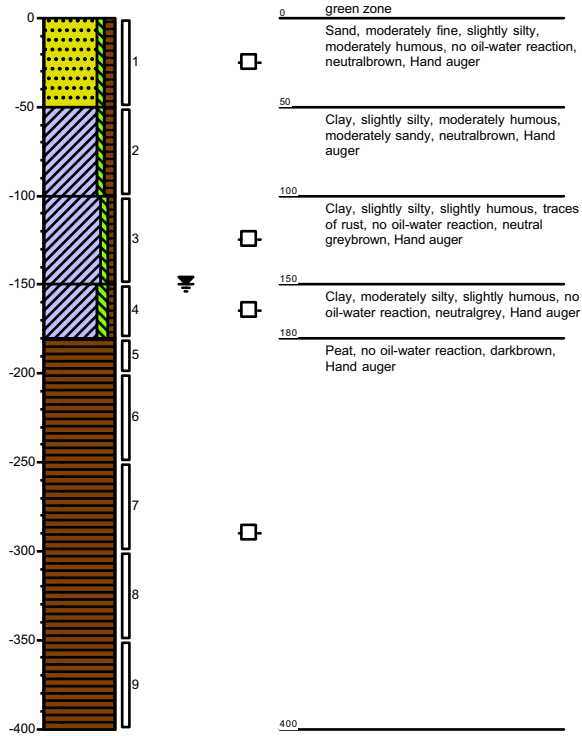 green zone
0
0
Sand, moderately fine, slightly silty,
moderately humous, no oil-water reaction,
neutralbrown, Hand auger
1
-50
50
Clay, slightly silty, moderately humous,
moderately sandy, neutralbrown, Hand
auger
2
-100
100
Clay, slightly silty, slightly humous, traces
of rust, no oil-water reaction, neutral
greybrown, Hand auger
3
-150
150
Clay, moderately silty, slightly humous, no
oil-water reaction, neutralgrey, Hand auger
4
180
Peat, no oil-water reaction, darkbrown,
Hand auger
5
-200
6
-250
7
-300
8
-350
9
-400
400